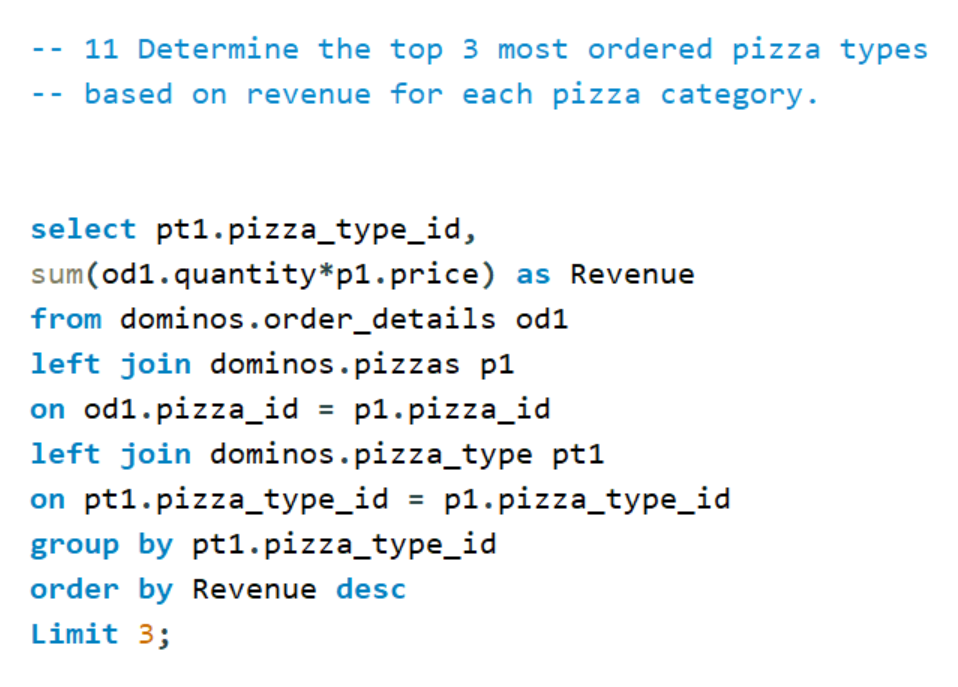 -- 11 Determine the top 3 most ordered pizza types
-- based on revenue for each pizza category.
select pt1.pizza_type_id,
sum(od1.quantity*p1.price) as Revenue
from dominos.order_details od1
left join dominos.pizzas p1
on od1.pizza_id = p1.pizza_id
left join dominos.pizza_type pt1
on pt1.pizza_type_id = p1.pizza_type_id
group by pt1.pizza_type_id
order by Revenue desc
Limit 3;